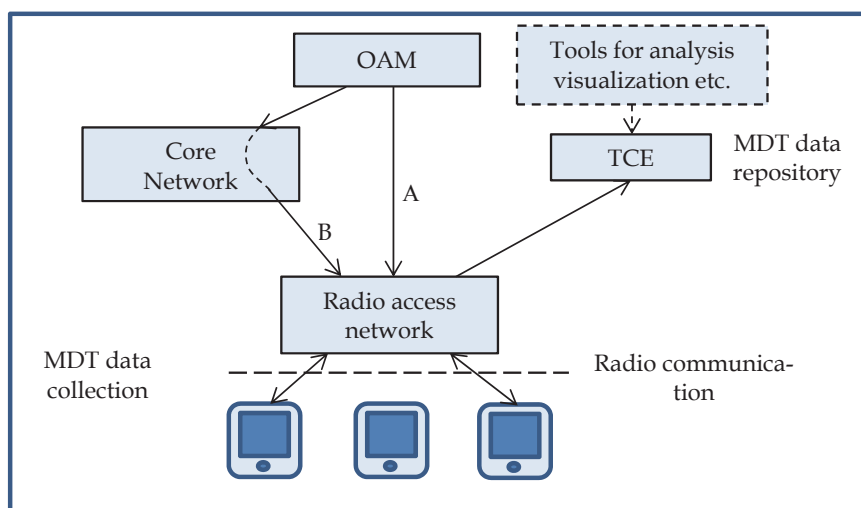 OAM
Tools for analysis
visualization etc.
Core
Network
TCE
MDT data
repository
A
B
Radio access
network
MDT data
collection
Radio communica-
tion